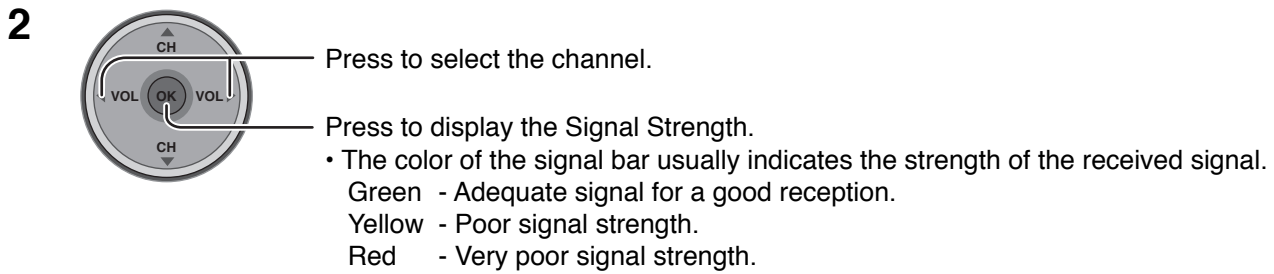 2
CH
Press to select the channel.
VOL OK VOL
Press to display the Signal Strength.
CH
• The color of the signal bar usually indicates the strength of the received signal.
Green - Adequate signal for a good reception.
Yellow - Poor signal strength.
Red - Very poor signal strength.